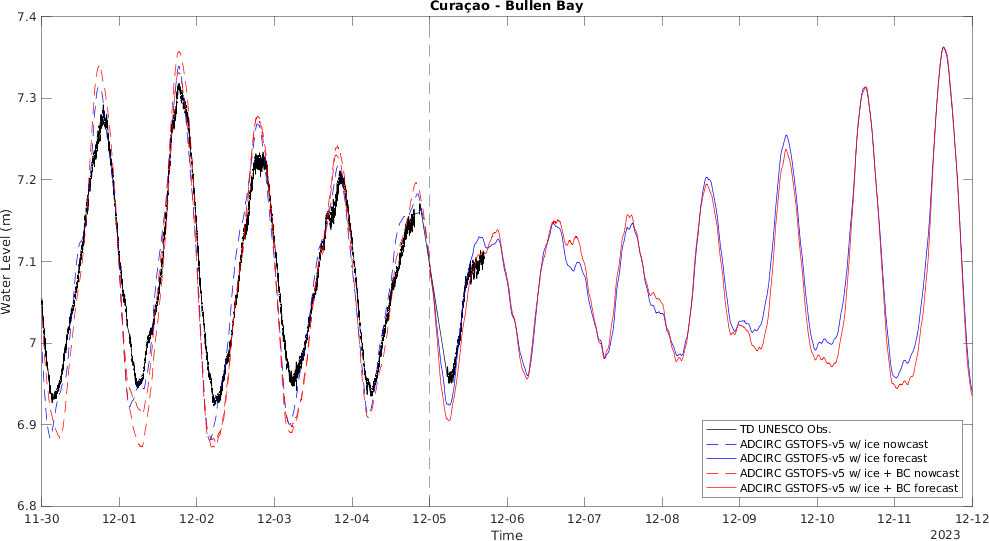 Curaçao - Bullen Bay
7.4
7.3
7.2
7.1
7
6.9
6.8
Water Level (m)
11-30
12-01
12-02
12-03
12-04
12-05
12-06
12-07
12-08
12-09
12-10
12-11
12-12
Time
2023
TD UNESCO Obs.
ADCIRC GSTOFS-v5 w/ ice nowcast
ADCIRC GSTOFS-v5 w/ ice forecast
ADCIRC GSTOFS-v5 w/ ice + BC nowcast
ADCIRC GSTOFS-v5 w/ ice + BC forecast